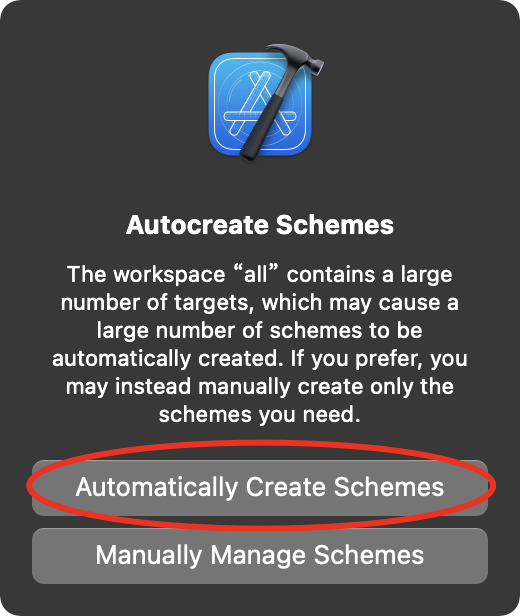 Autocreate Schemes
The workspace “all” contains a large
number of targets, which may cause a
large number of schemes to be
automatically created. If you prefer, you
may instead manually create only the
schemes you need.
Automatically Create Schemes
Manually Manage Schemes